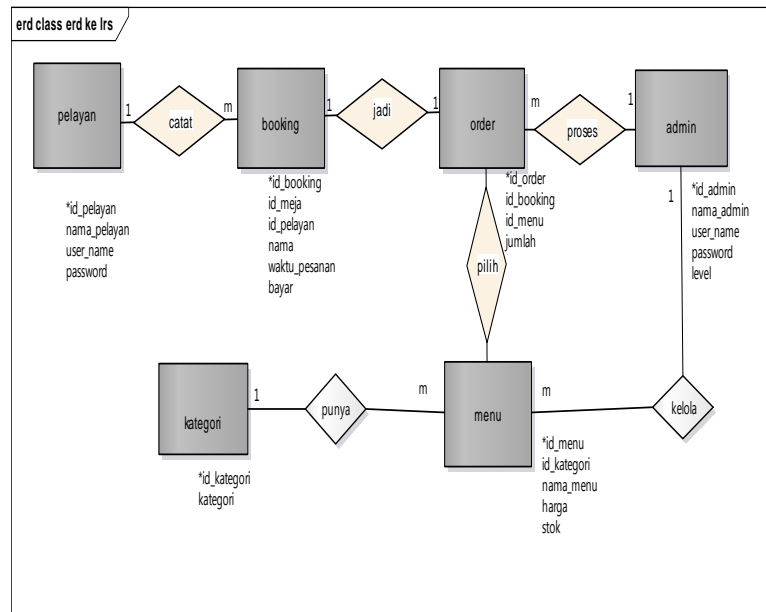 erd class erd ke lrs
pelayan
1
catat
m
booking
1
jadi
1
order
m
proses
1
admin
*id_pelayan
nama_pelayan
user_name
password
*id_booking
id_meja
id_pelayan
nama
waktu_pesanan
bayar
*id_order
id_booking
id_menu
jumlah
1
*id_admin
nama_admin
user_name
password
level
pilih
kategori
1
punya
m
menu
m
kelola
*id_kategori
kategori
*id_menu
id_kategori
nama_menu
harga
stok